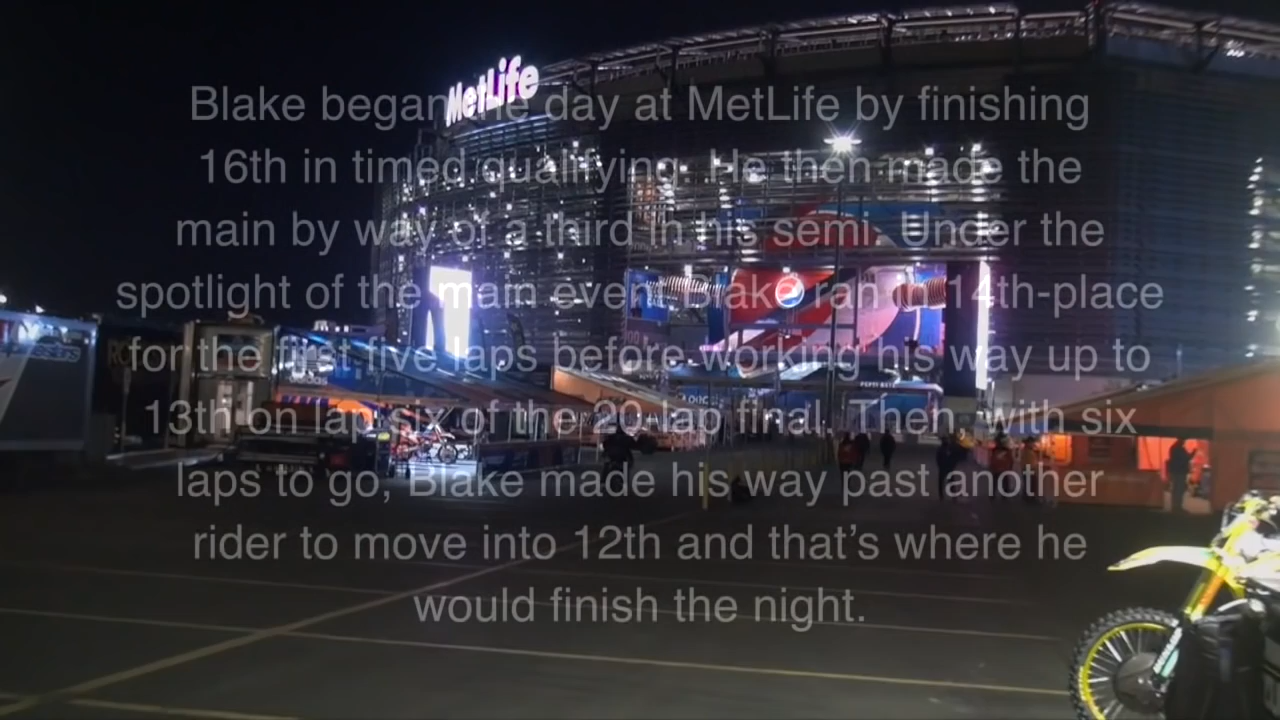 MetLife
Blake began the day at MetLife by finishing
16th in timed qualifying. He then made the
main by way of a third in his semi. Under the
spotlight of the main event, Blake ran in 14th-place
for the first five laps before working his way up to
13th on lap six of the 20-lap final. Then, with six
laps to go, Blake made his way past another
rider to move into 12th and that’s where he
would finish the night.